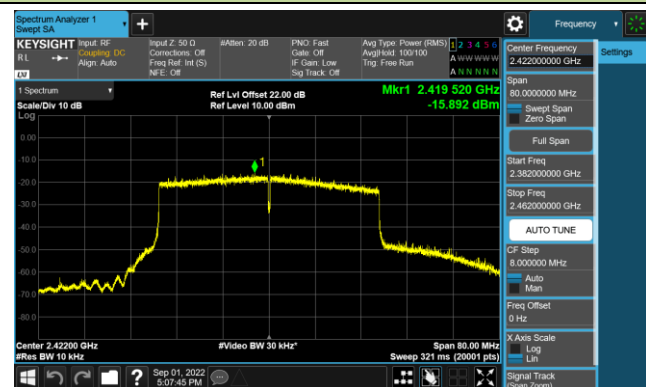 Spectrum Analyzer 1
Swept SA
+
Frequency
KEYSIGHT
RL
Input: RF
Coupling: DC
Align: Auto
Input Z: 50 Ω
Corrections: Off
Freq Ref: Int (S)
NFE: Off
#Atten: 20 dB
PNO: Fast
Gate: Off
IF Gain: Low
Sig Track: Off
Avg Type: Power (RMS)
Avg|Hold: 100/100
Trig: Free Run
1 2 3 4 5 6
A W W W W W
A N N N N N
1 Spectrum
Scale/Div 10 dB
Log
Ref Lvl Offset 22.00 dB
Ref Level 10.00 dBm
Mkr1 2.419 520 GHz
-15.892 dBm
0.00
-10.0
-20.0
-30.0
-40.0
-50.0
-60.0
-70.0
-80.0
1
Center 2.42200 GHz
#Res BW 10 kHz
#Video BW 30 kHz*
Span 80.00 MHz
Sweep 321 ms (20001 pts)
Sep 01, 2022
5:07:45 PM
Center Frequency
2.422000000 GHz
Settings
Span
80.0000000 MHz
Swept Span
Zero Span
Full Span
Start Freq
2.382000000 GHz
Stop Freq
2.462000000 GHz
AUTO TUNE
CF Step
8.000000 MHz
Auto
Man
Freq Offset
0 Hz
X Axis Scale
Log
Lin
Signal Track
(Span Zoom)